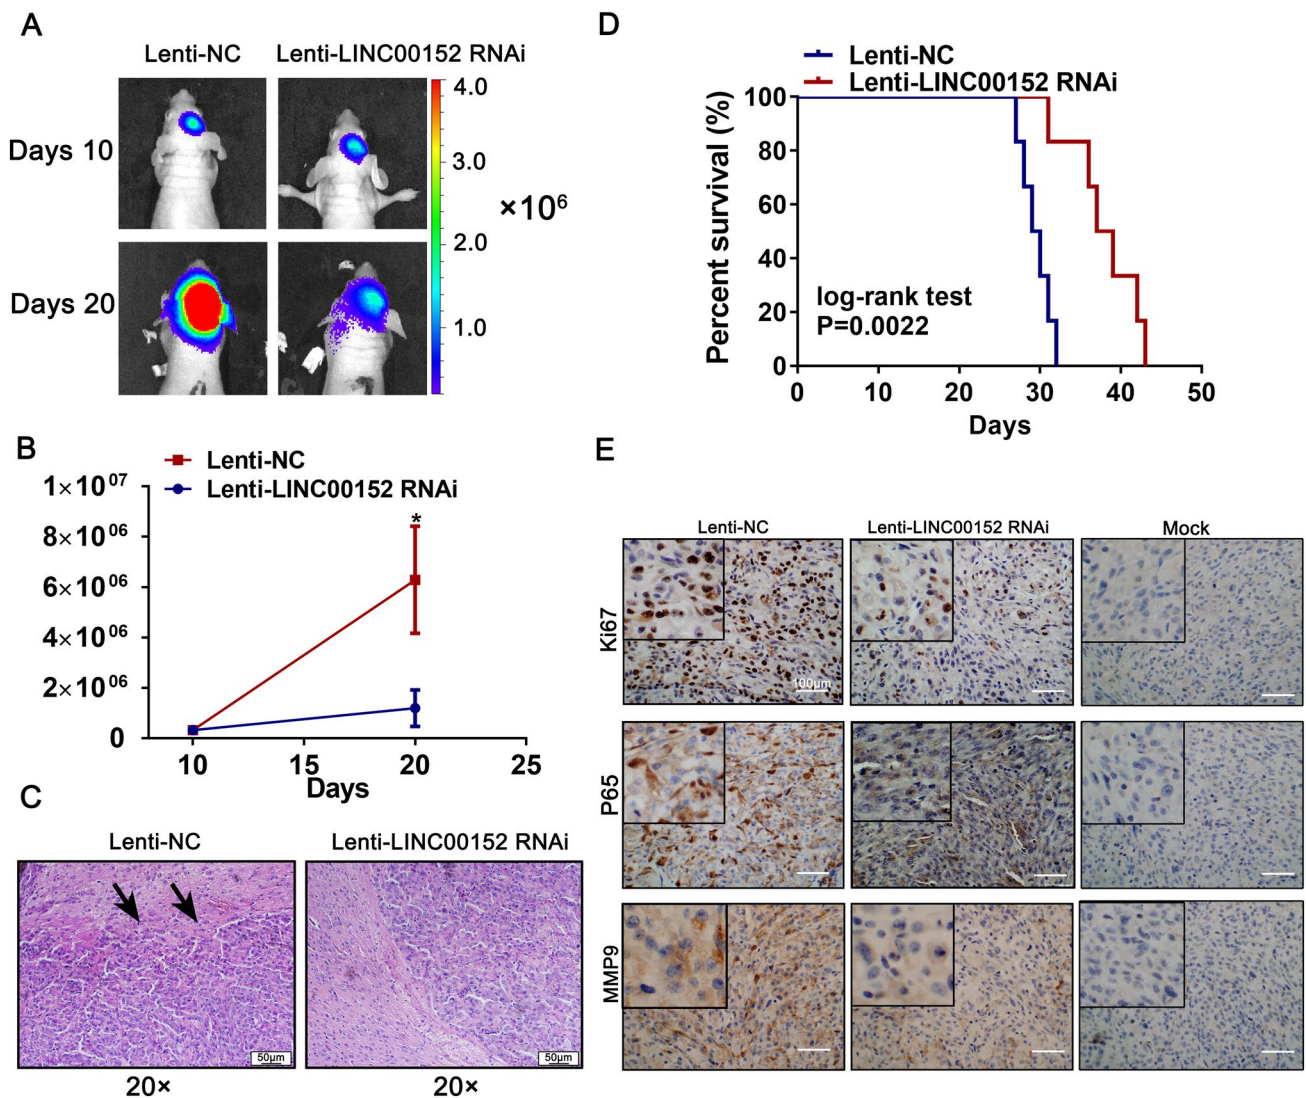 A
Lenti-NC
Lenti-LINC00152 RNAi
Days 10
Days 20
4.0
3.0
2.0
1.0
×10⁶
B
Lenti-NC
Lenti-LINC00152 RNAi
1×10⁰⁷
8×10⁰⁶
6×10⁰⁶
4×10⁰⁶
2×10⁰⁶
0
*
10 15 20 25
Days
C
Lenti-NC
Lenti-LINC00152 RNAi
50μm
50μm
20×
20×
D
Lenti-NC
Lenti-LINC00152 RNAi
Percent survival (%)
100
80
60
40
20
0
log-rank test
P=0.0022
0 10 20 30 40 50
Days
E
Lenti-NC
Lenti-LINC00152 RNAi
Mock
Ki67
100μm
P65
MMP9